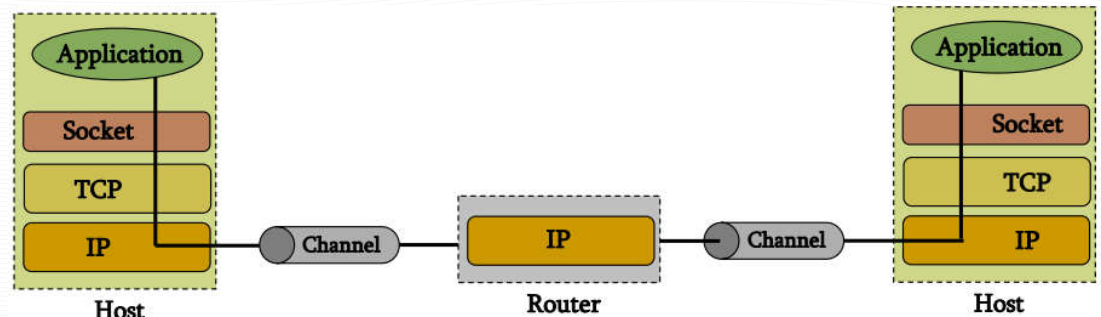 Application
Socket
TCP
IP
Host
Channel
IP
Router
Channel
Application
Socket
TCP
IP
Host